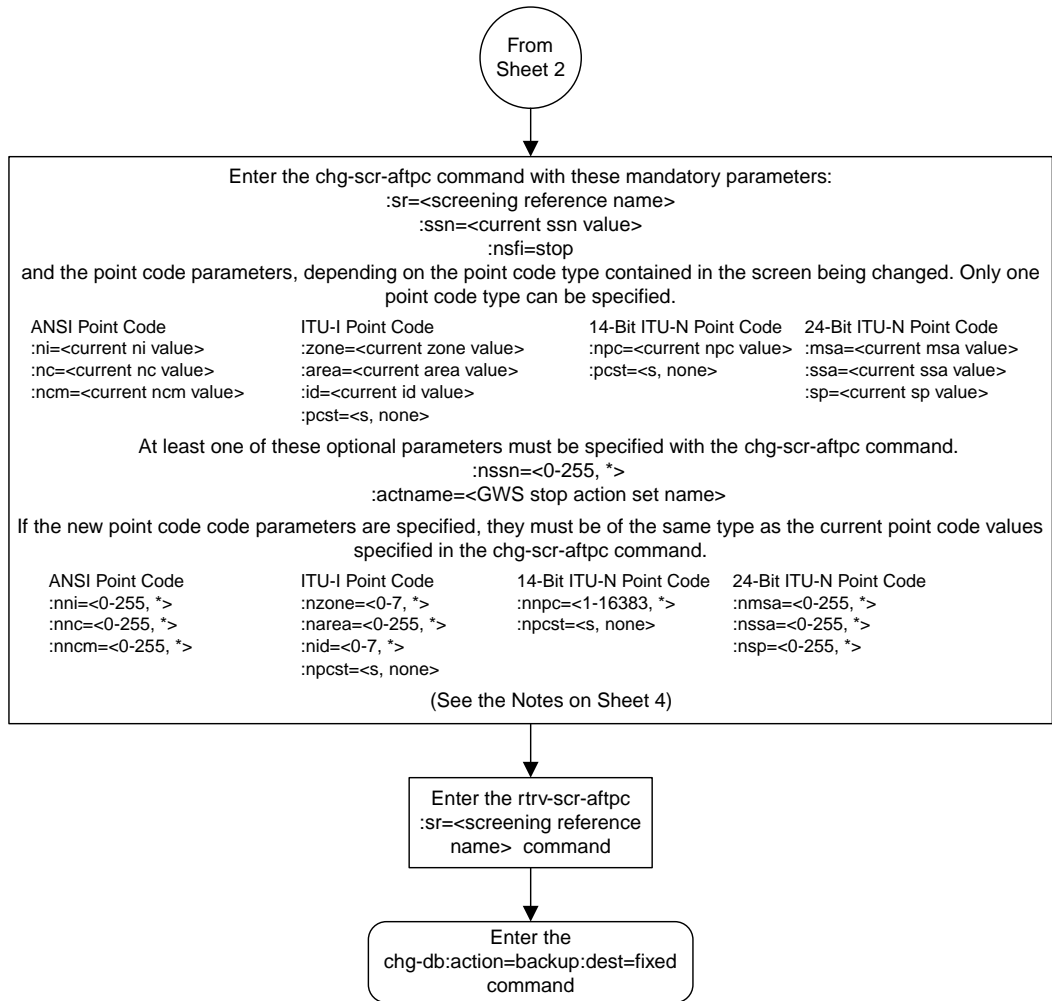 From
Sheet 2
Enter the chg-scr-aftpc command with these mandatory parameters:
:sr=<screening reference name>
:ssn=<current ssn value>
:nsfi=stop
and the point code parameters, depending on the point code type contained in the screen being changed. Only one
point code type can be specified.
ANSI Point Code
:ni=<current ni value>
:nc=<current nc value>
:ncm=<current ncm value>
ITU-I Point Code
:zone=<current zone value>
:area=<current area value>
:id=<current id value>
:pcst=<s, none>
14-Bit ITU-N Point Code
:npc=<current npc value>
:pcst=<s, none>
24-Bit ITU-N Point Code
:msa=<current msa value>
:ssa=<current ssa value>
:sp=<current sp value>
At least one of these optional parameters must be specified with the chg-scr-aftpc command.
:nssn=<0-255, *>
:actname=<GWS stop action set name>
If the new point code code parameters are specified, they must be of the same type as the current point code values
specified in the chg-scr-aftpc command.
ANSI Point Code
:nni=<0-255, *>
:nnc=<0-255, *>
:nncm=<0-255, *>
ITU-I Point Code
:nzone=<0-7, *>
:narea=<0-255, *>
:nid=<0-7, *>
:npcst=<s, none>
14-Bit ITU-N Point Code
:nnpc=<1-16383, *>
:npcst=<s, none>
24-Bit ITU-N Point Code
:nmsa=<0-255, *>
:nssa=<0-255, *>
:nsp=<0-255, *>
(See the Notes on Sheet 4)
Enter the rtrv-scr-aftpc
:sr=<screening reference
name> command
Enter the
chg-db:action=backup:dest=fixed
command